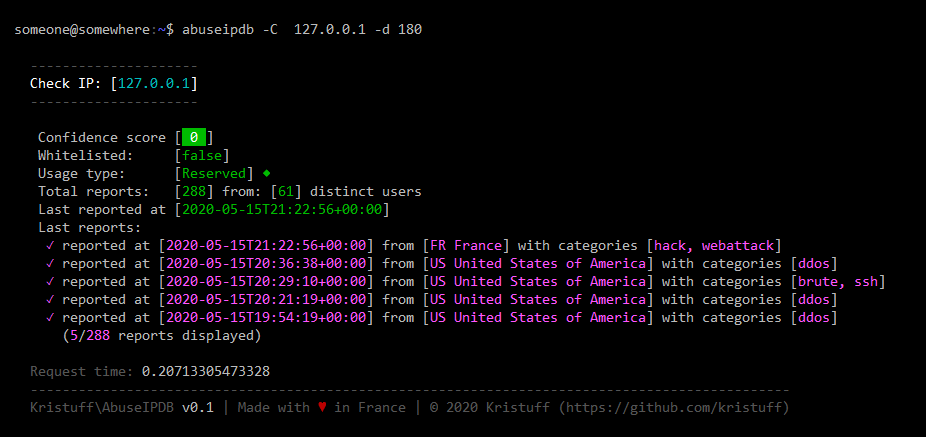 someone@somewhere:~$ abuseipdb -C  127.0.0.1 -d 180
---------------------
Check IP: [127.0.0.1]
---------------------
Confidence score [ 0 ]
Whitelisted:     [false]
Usage type:      [Reserved] ♦
Total reports:   [288] from: [61] distinct users
Last reported at [2020-05-15T21:22:56+00:00]
Last reports:
✓ reported at [2020-05-15T21:22:56+00:00] from [FR France] with categories [hack, webattack]
✓ reported at [2020-05-15T20:36:38+00:00] from [US United States of America] with categories [ddos]
✓ reported at [2020-05-15T20:29:10+00:00] from [US United States of America] with categories [brute, ssh]
✓ reported at [2020-05-15T20:21:19+00:00] from [US United States of America] with categories [ddos]
✓ reported at [2020-05-15T19:54:19+00:00] from [US United States of America] with categories [ddos]
(5/288 reports displayed)
Request time: 0.20713305473328
-----------------------------------------------------------------------------------------------
Kristuff\AbuseIPDB v0.1 | Made with ♥ in France | © 2020 Kristuff (https://github.com/kristuff)